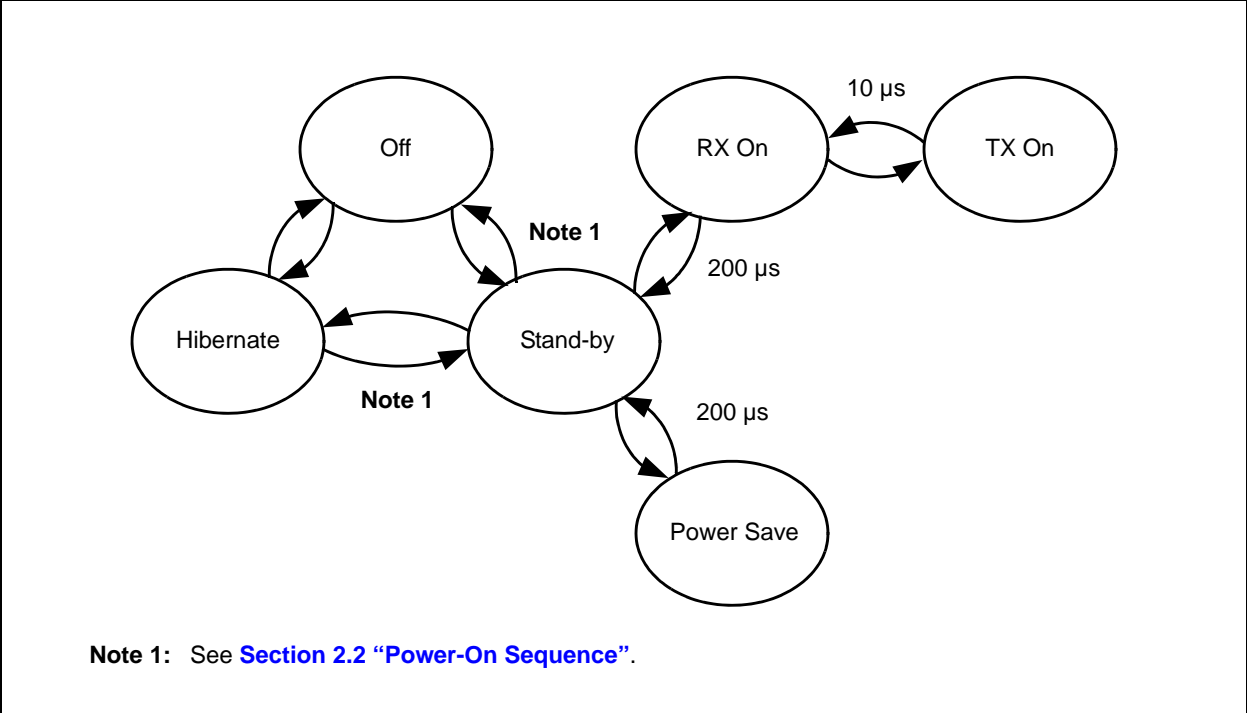 10 µs
Off
RX On
TX On
Note 1
200 µs
Hibernate
Stand-by
Note 1
200 µs
Power Save
Note 1: See Section 2.2 “Power-On Sequence”.